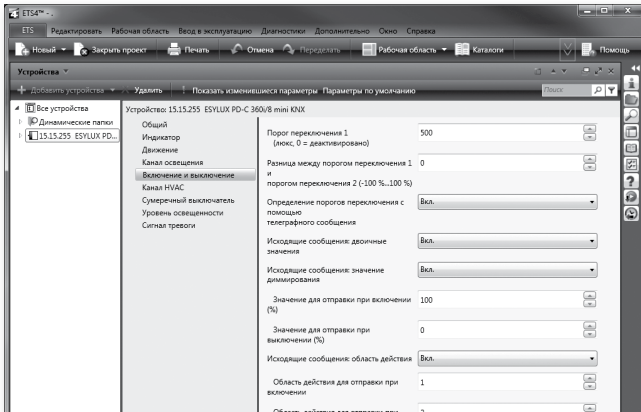 ETS4™ - .
ETS Редактировать Рабочая область Ввод в эксплуатацию Диагностики Дополнительно Окно Справка
Новый Закрыть проект Печать Отмена Переделать Рабочая область Каталоги Помощь
Устройства
Добавить устройства Удалить Показать изменившиеся параметры Параметры по умолчанию Поиск
Все устройства
Динамические папки
15.15.255 ESYLUX PD...
Устройство: 15.15.255 ESYLUX PD-C 360i/8 mini KNX
Общий
Индикатор
Движение
Канал освещения
Включение и выключение
Канал HVAC
Сумеречный выключатель
Уровень освещенности
Сигнал тревоги
Порог переключения 1 500
(люкс, 0 = деактивировано)
Разница между порогом переключения 1 0
и
порогом переключения 2 (-100 %...100 %)
Определение порогов переключения с Вкл.
помощью
телеграфного сообщения
Исходящие сообщения: двоичные Вкл.
значения
Исходящие сообщения: значение Вкл.
диммирования
Значение для отправки при включении 100
(%)
Значение для отправки при 0
выключении (%)
Исходящие сообщения: область действия Вкл.
Область действия для отправки при 1
включении
Область действия для отправки при